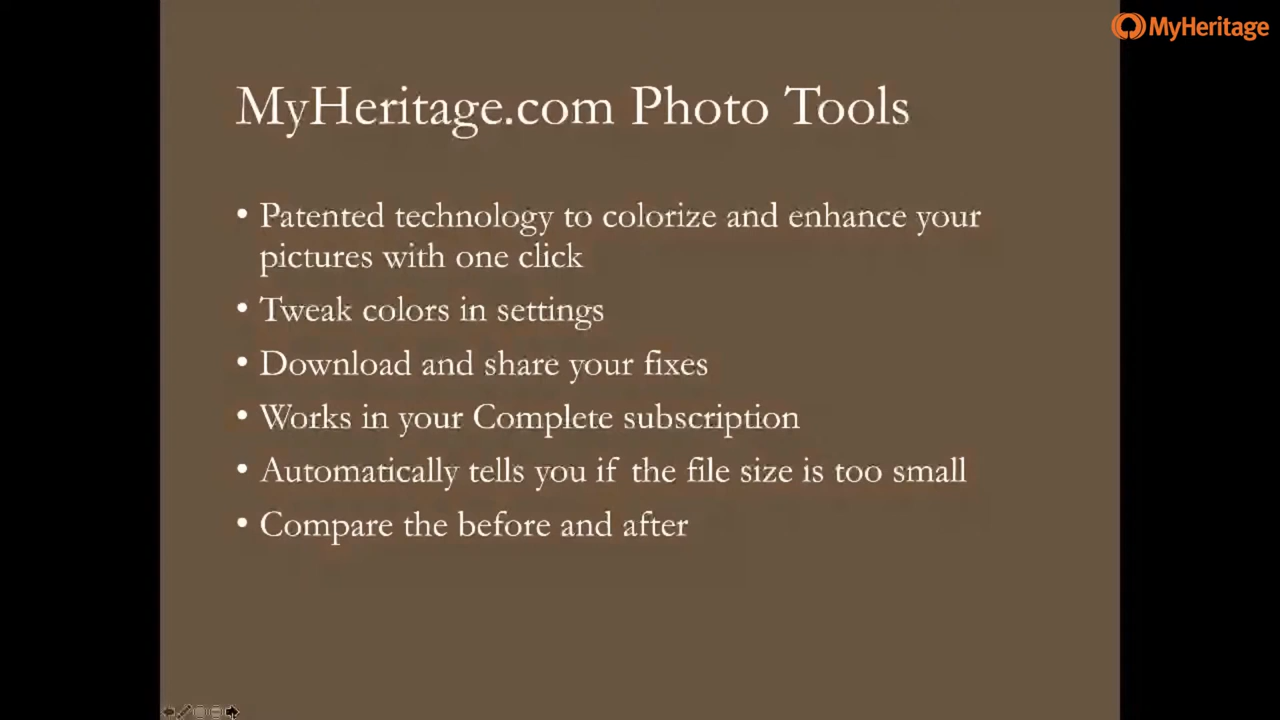 MyHeritage
MyHeritage.com Photo Tools
• Patented technology to colorize and enhance your
pictures with one click
• Tweak colors in settings
• Download and share your fixes
• Works in your Complete subscription
• Automatically tells you if the file size is too small
• Compare the before and after